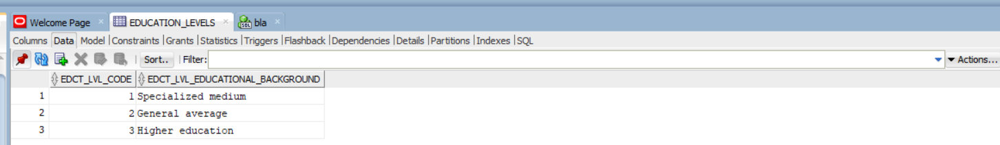 Welcome Page × EDUCATION_LEVELS × bla ×
Columns Data Model |Constraints |Grants |Statistics |Triggers |Flashback |Dependencies |Details |Partitions |Indexes |SQL
Sort.. Filter: Actions...
EDCT_LVL_CODE EDCT_LVL_EDUCATIONAL_BACKGROUND
1 1 Specialized medium
2 2 General average
3 3 Higher education